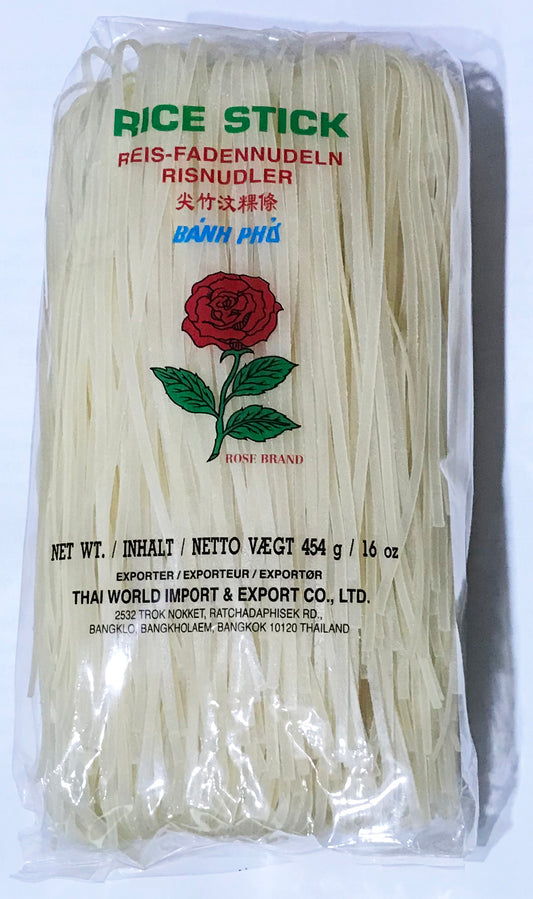 RICE STICK
REIS-FADENNUDELN
RISNUDLER
尖竹汶粿條
BÁNH PHỞ
ROSE BRAND
NET WT. / INHALT / NETTO VÆGT 454 g / 16 oz
EXPORTER / EXPORTEUR / EXPORTØR
THAI WORLD IMPORT & EXPORT CO., LTD.
2532 TROK NOKKET, RATCHADAPHISEK RD.,
BANGKLO, BANGKHOLAEM, BANGKOK 10120 THAILAND